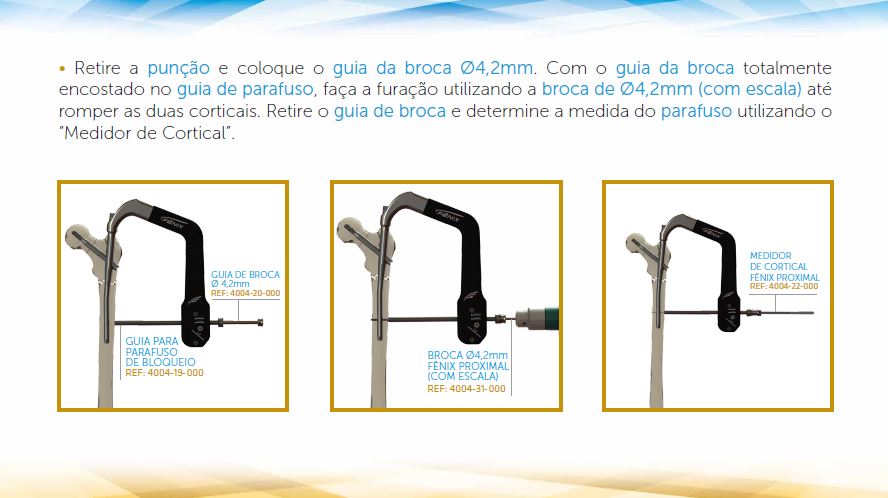 • Retire a punção e coloque o guia da broca Ø4,2mm. Com o guia da broca totalmente
encostado no guia de parafuso, faça a furação utilizando a broca de Ø4,2mm (com escala) até
romper as duas corticais. Retire o guia de broca e determine a medida do parafuso utilizando o
"Medidor de Cortical".
FÊNIX
GUIA DE BROCA
Ø 4,2mm
REF: 4004-20-000
GUIA PARA
PARAFUSO
DE BLOQUEIO
REF: 4004-19-000
FÊNIX
BROCA Ø4,2mm
FÊNIX PROXIMAL
(COM ESCALA)
REF: 4004-31-000
MEDIDOR
DE CORTICAL
FÊNIX PROXIMAL
REF: 4004-22-000